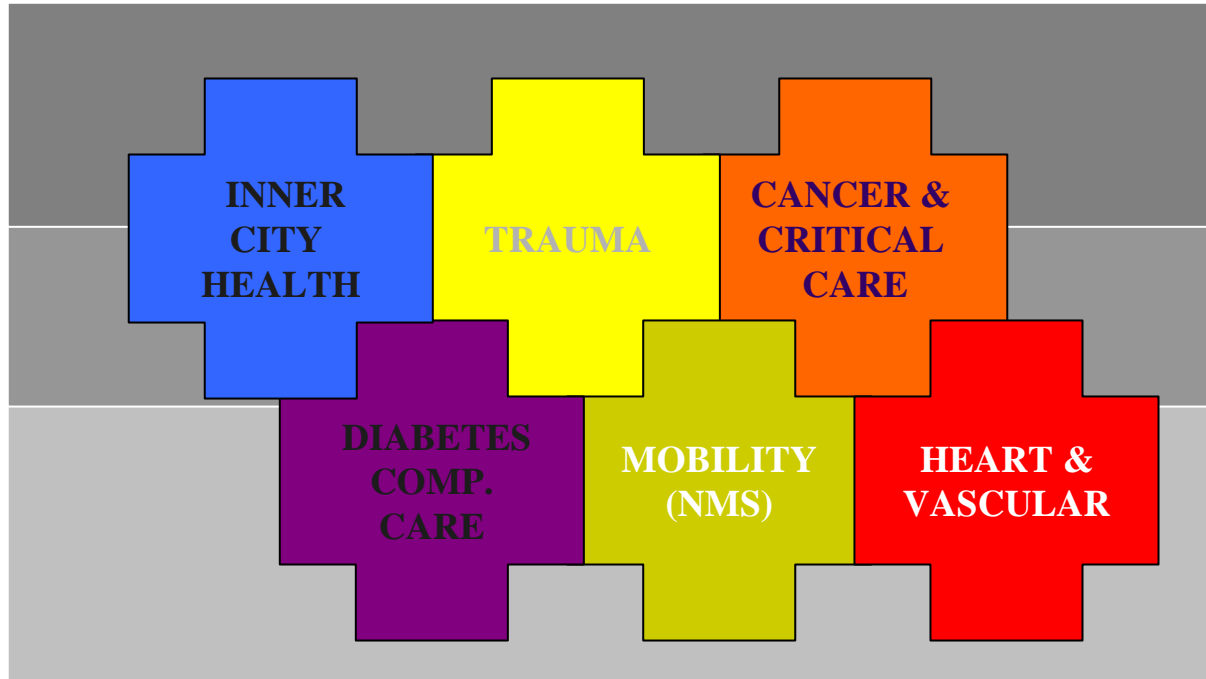 INNER
CITY
HEALTH
TRAUMA
CANCER &
CRITICAL
CARE
DIABETES
COMP.
CARE
MOBILITY
(NMS)
HEART &
VASCULAR